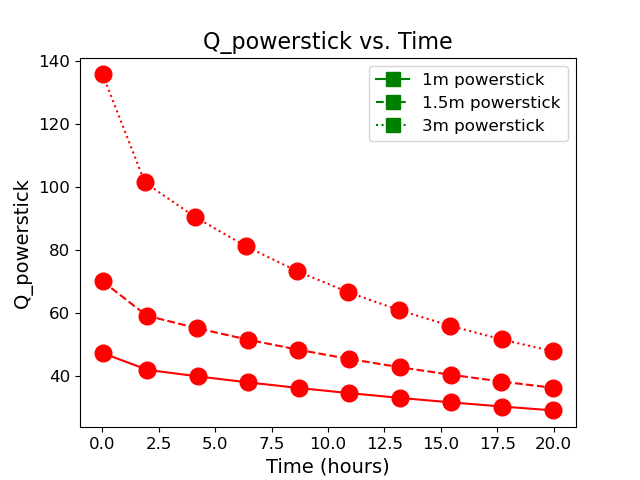 Q_powerstick vs. Time
140
120
100
80
60
40
Q_powerstick
1m powerstick
1.5m powerstick
3m powerstick
0.0 2.5 5.0 7.5 10.0 12.5 15.0 17.5 20.0
Time (hours)